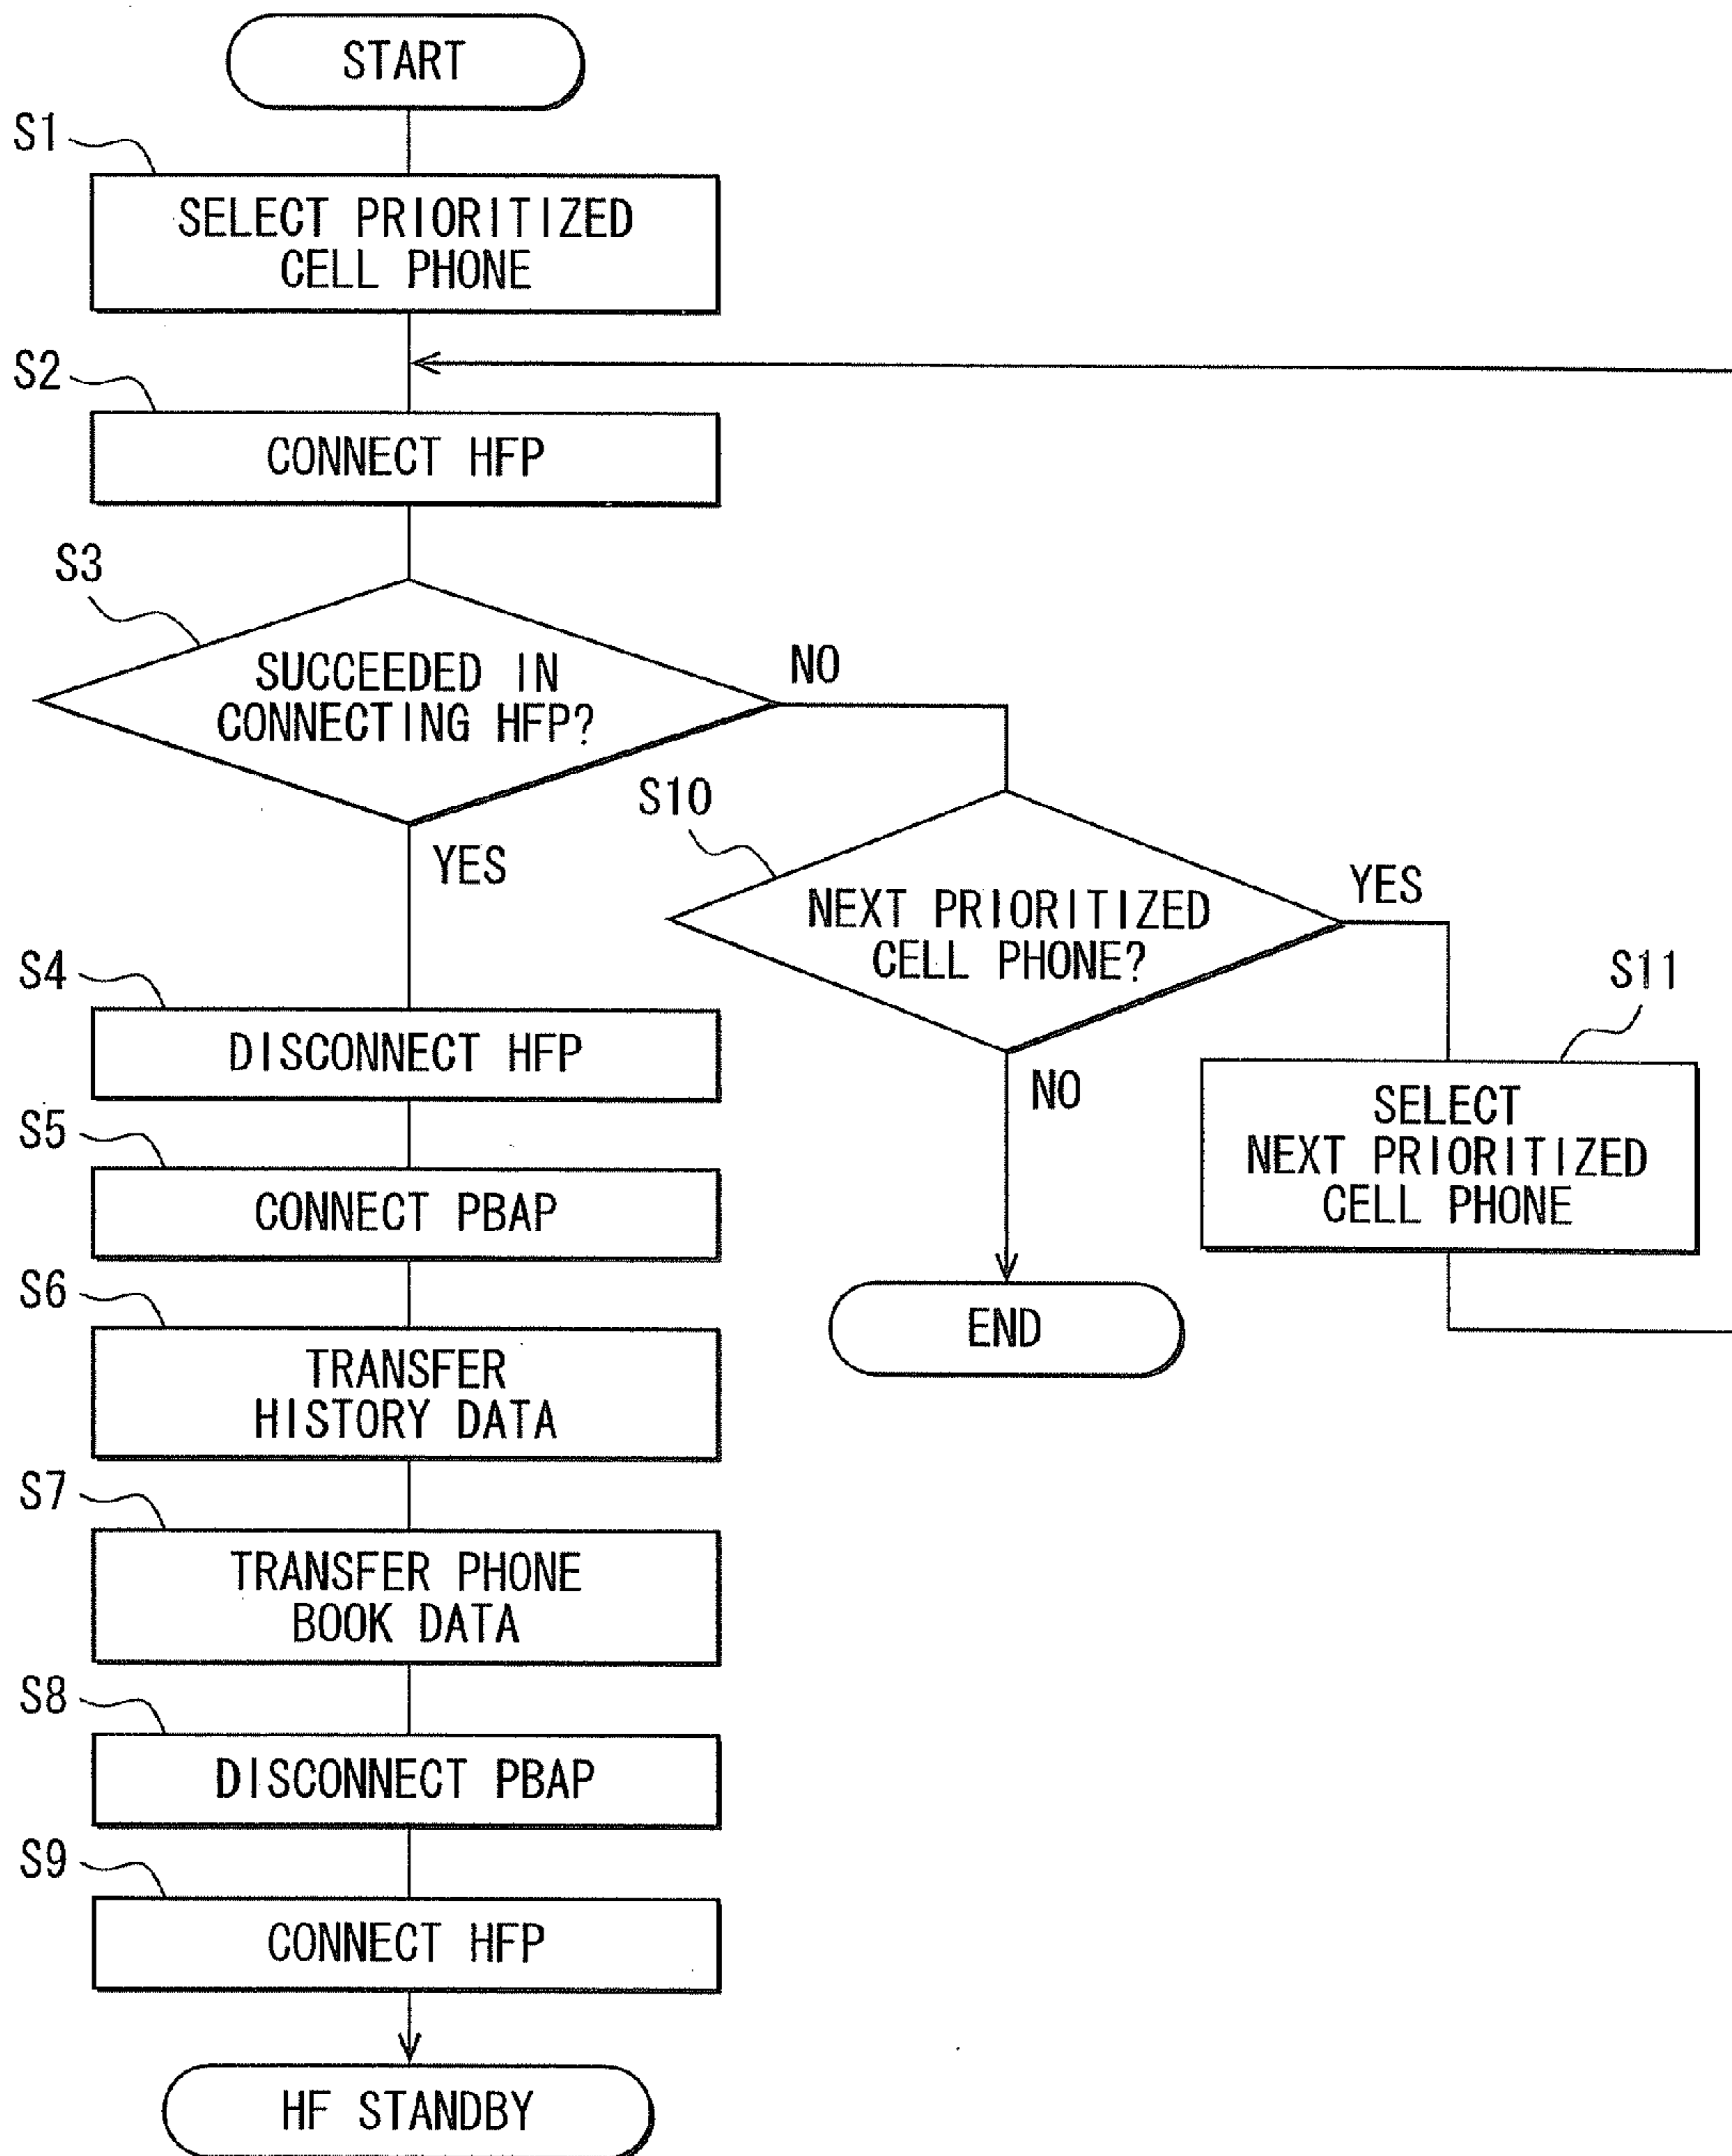 START
S1
SELECT PRIORITIZED
CELL PHONE
S2
CONNECT HFP
S3
SUCCEEDED IN
CONNECTING HFP?
NO
YES
S10
NEXT PRIORITIZED
CELL PHONE?
YES
NO
S11
SELECT
NEXT PRIORITIZED
CELL PHONE
END
S4
DISCONNECT HFP
S5
CONNECT PBAP
S6
TRANSFER
HISTORY DATA
S7
TRANSFER PHONE
BOOK DATA
S8
DISCONNECT PBAP
S9
CONNECT HFP
HF STANDBY